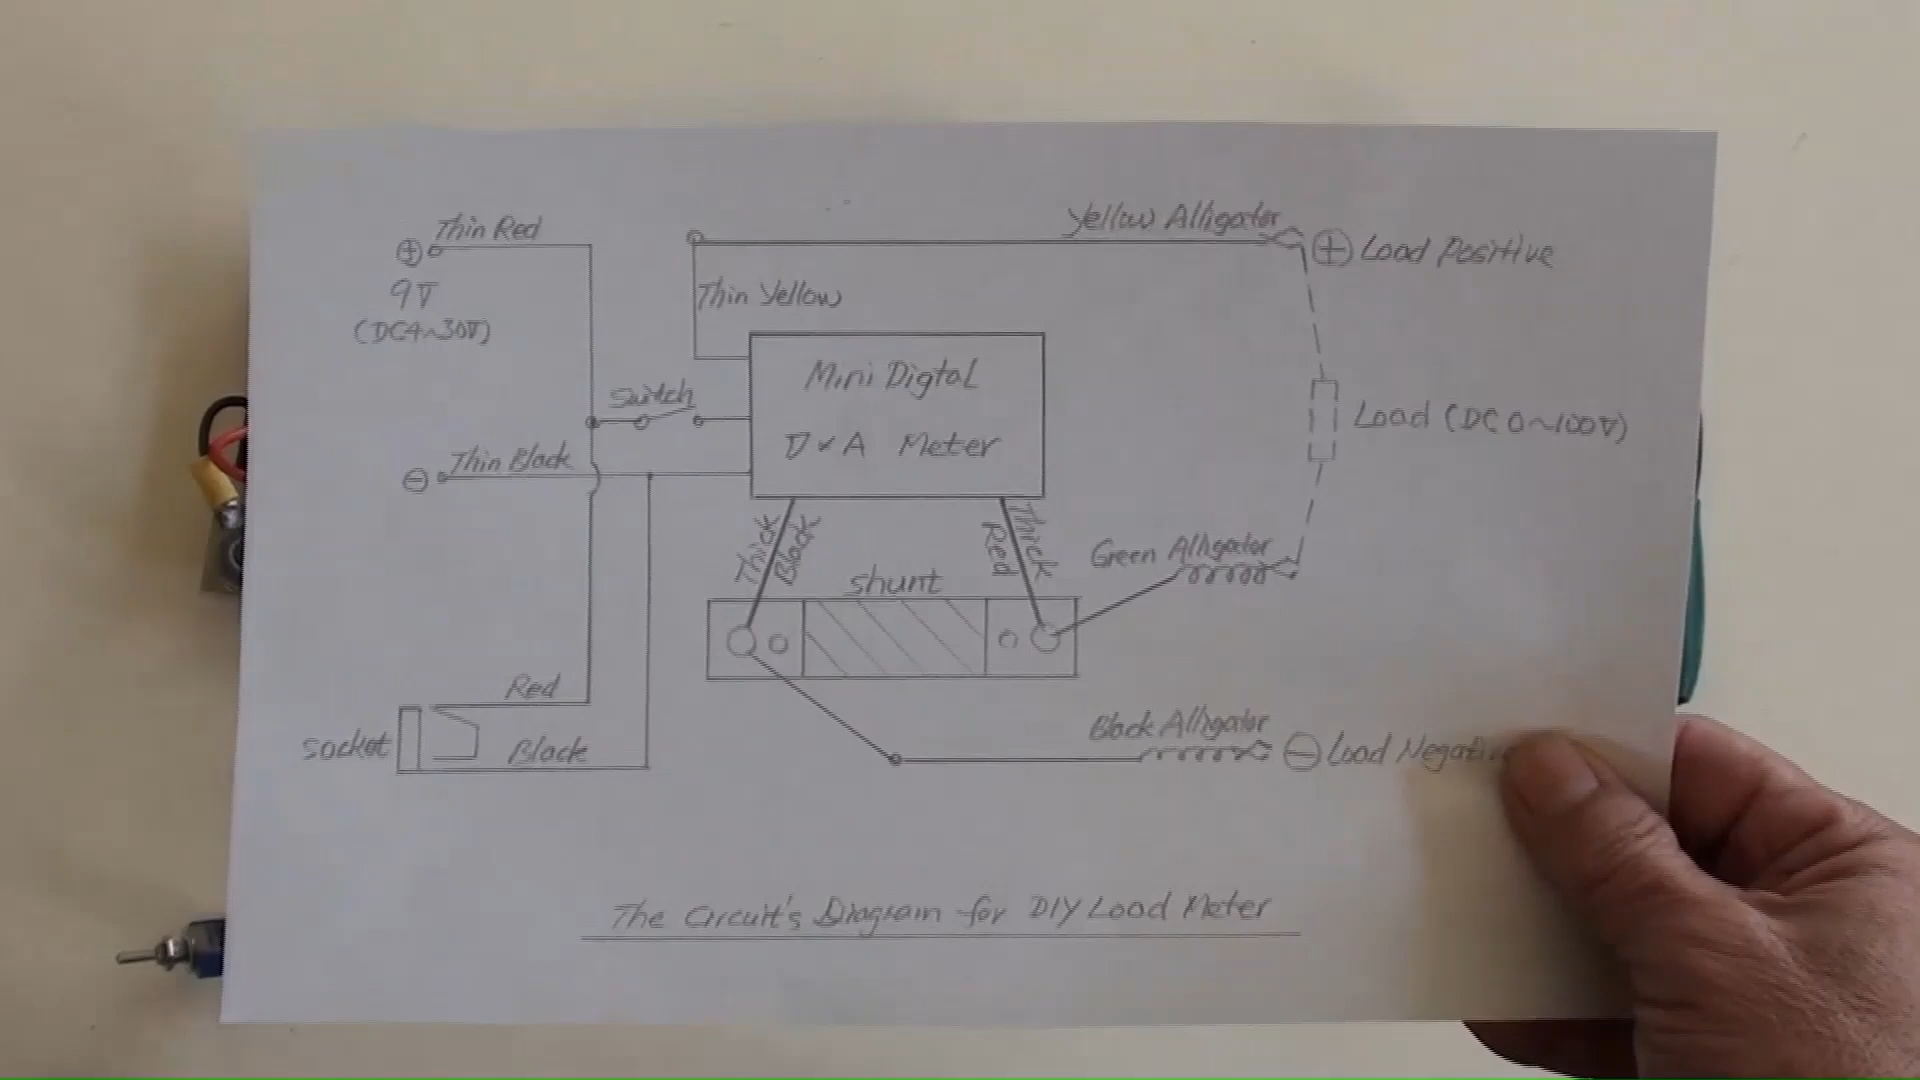 Thin Red
9V
(DC4~30V)
Thin Black
Switch
Thin Yellow
Yellow Alligator
+ Load Positive
Mini Digtal
V & A Meter
Load (DC 0~100V)
Thick Black
Thick Red
shunt
Green Alligator
Red
Socket
Black
Black Alligator
- Load
The Circuit's Diagram for DIY Load Meter